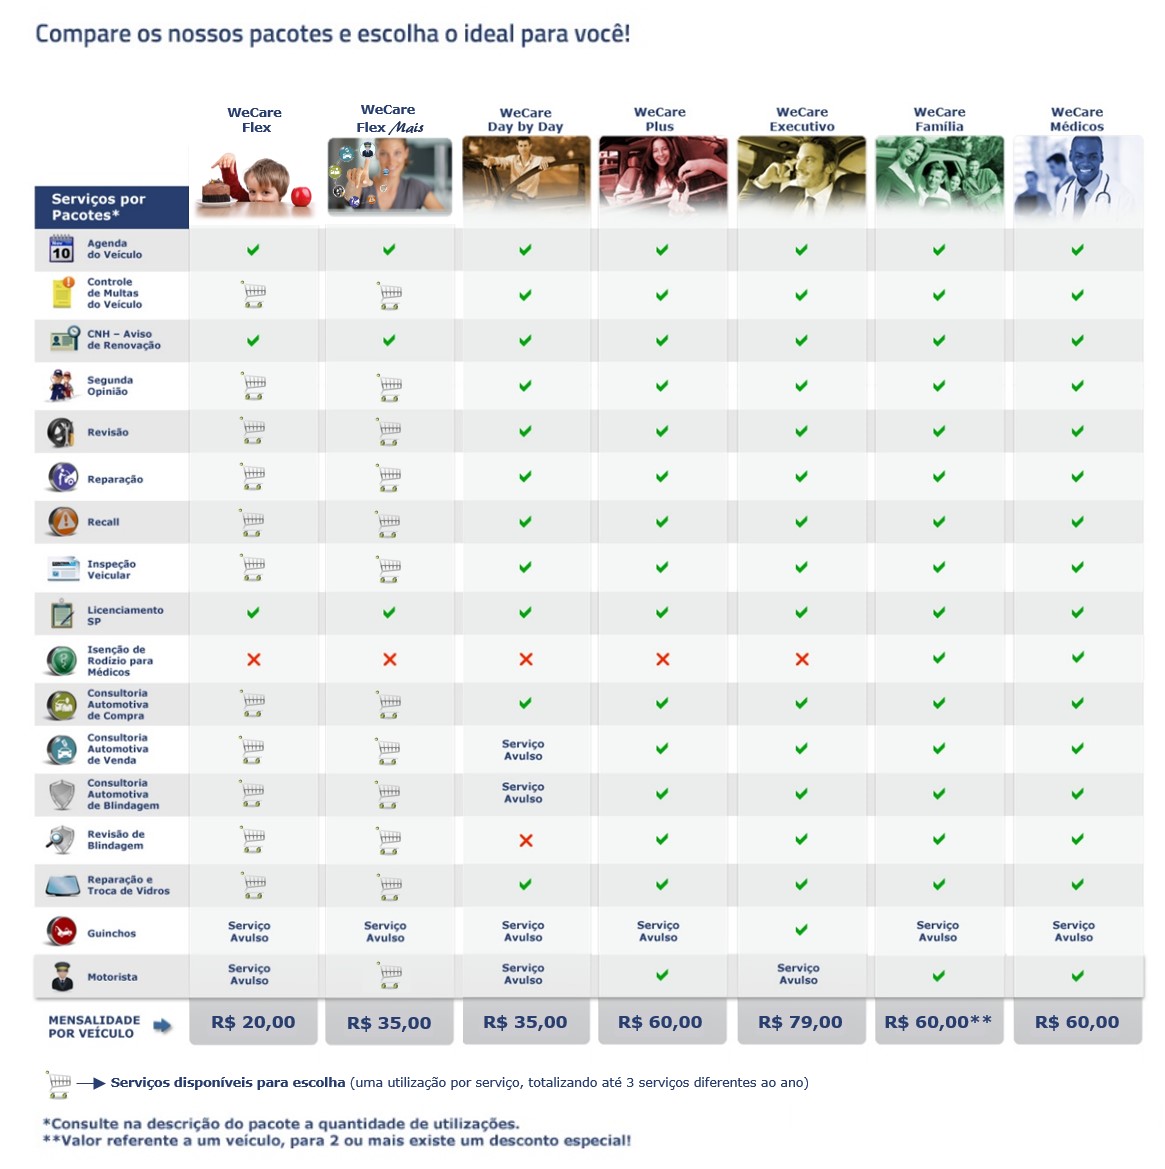 Compare os nossos pacotes e escolha o ideal para você!
WeCare
Flex
WeCare
Flex Mais
WeCare
Day by Day
WeCare
Plus
WeCare
Executivo
WeCare
Família
WeCare
Médicos
Serviços por
Pacotes*
10
Agenda
do Veículo
Controle
de Multas
do Veículo
CNH – Aviso
de Renovação
Segunda
Opinião
Revisão
Reparação
Recall
Inspeção
Veicular
Licenciamento
SP
Isenção de
Rodízio para
Médicos
Consultoria
Automotiva
de Compra
Consultoria
Automotiva
de Venda
Serviço
Avulso
Consultoria
Automotiva
de Blindagem
Serviço
Avulso
Revisão de
Blindagem
Reparação e
Troca de Vidros
Guinchos
Serviço
Avulso
Serviço
Avulso
Serviço
Avulso
Serviço
Avulso
Serviço
Avulso
Serviço
Avulso
Motorista
Serviço
Avulso
Serviço
Avulso
Serviço
Avulso
MENSALIDADE
POR VEÍCULO
R$ 20,00
R$ 35,00
R$ 35,00
R$ 60,00
R$ 79,00
R$ 60,00**
R$ 60,00
Serviços disponíveis para escolha (uma utilização por serviço, totalizando até 3 serviços diferentes ao ano)
*Consulte na descrição do pacote a quantidade de utilizações.
**Valor referente a um veículo, para 2 ou mais existe um desconto especial!